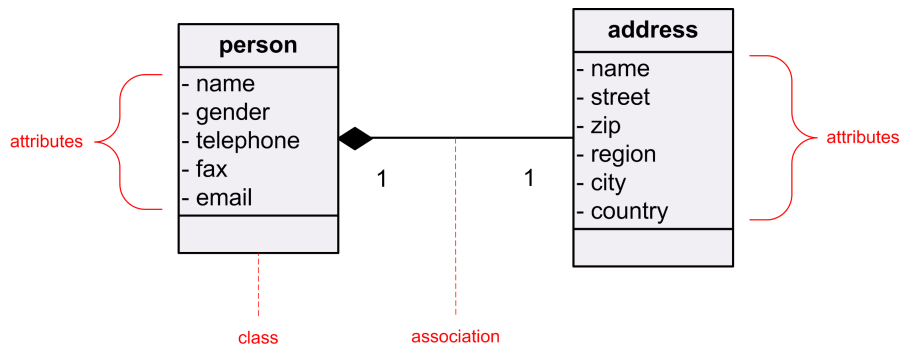 person
- name
- gender
- telephone
- fax
- email
address
- name
- street
- zip
- region
- city
- country
attributes
attributes
1
1
class
association